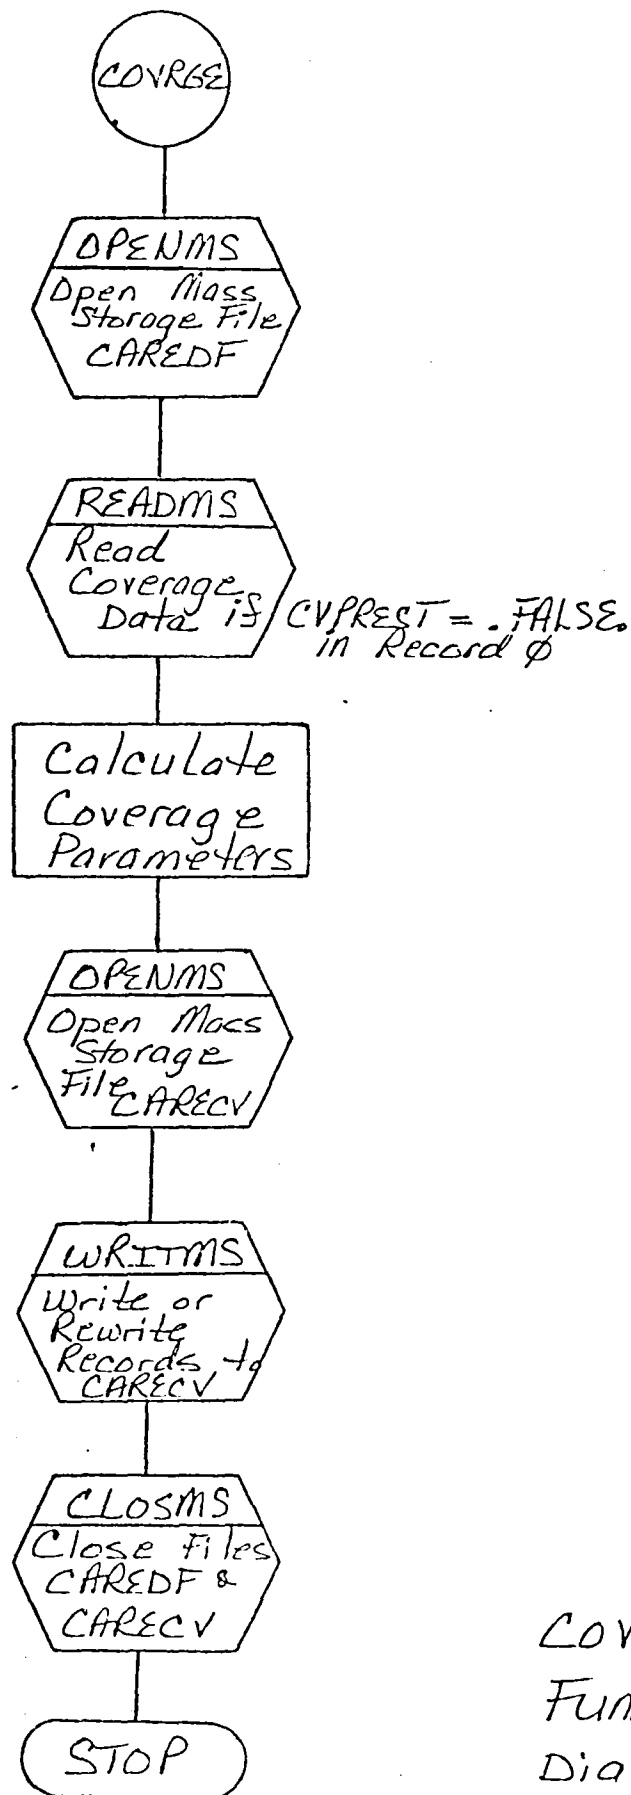 COVRGE
OPENMS
Open Mass
Storage File
CAREDF
READMS
Read
Coverage
Data if CVPREST = .FALSE.
in Record Ø
Calculate
Coverage
Parameters
OPENMS
Open Mass
Storage
File CARECV
WRITMS
Write or
Rewrite
Records to
CARECV
CLOSMS
Close Files
CAREDF &
CARECV
STOP
COV
Fun
Dia